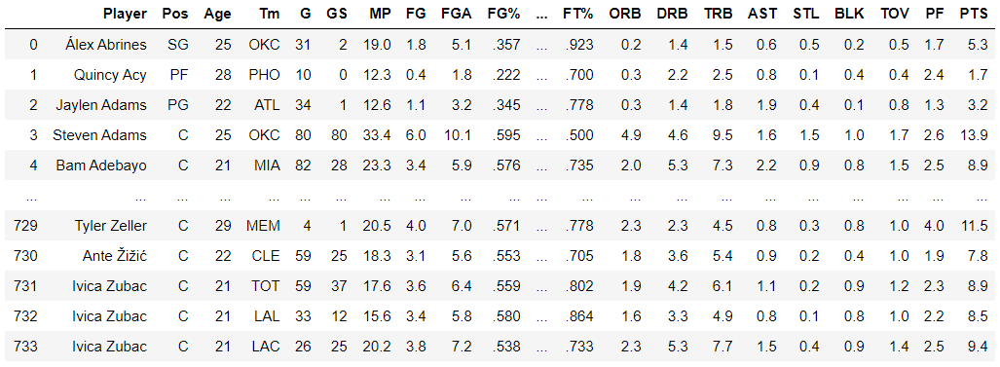 Player Pos Age Tm G GS MP FG FGA FG% ... FT% ORB DRB TRB AST STL BLK TOV PF PTS
0 Álex Abrines SG 25 OKC 31 2 19.0 1.8 5.1 .357 ... .923 0.2 1.4 1.5 0.6 0.5 0.2 0.5 1.7 5.3
1 Quincy Acy PF 28 PHO 10 0 12.3 0.4 1.8 .222 ... .700 0.3 2.2 2.5 0.8 0.1 0.4 0.4 2.4 1.7
2 Jaylen Adams PG 22 ATL 34 1 12.6 1.1 3.2 .345 ... .778 0.3 1.4 1.8 1.9 0.4 0.1 0.8 1.3 3.2
3 Steven Adams C 25 OKC 80 80 33.4 6.0 10.1 .595 ... .500 4.9 4.6 9.5 1.6 1.5 1.0 1.7 2.6 13.9
4 Bam Adebayo C 21 MIA 82 28 23.3 3.4 5.9 .576 ... .735 2.0 5.3 7.3 2.2 0.9 0.8 1.5 2.5 8.9
... ... ... ... ... ... ... ... ... ... ... ... ... ... ... ... ... ... ... ... ... ...
729 Tyler Zeller C 29 MEM 4 1 20.5 4.0 7.0 .571 ... .778 2.3 2.3 4.5 0.8 0.3 0.8 1.0 4.0 11.5
730 Ante Žižić C 22 CLE 59 25 18.3 3.1 5.6 .553 ... .705 1.8 3.6 5.4 0.9 0.2 0.4 1.0 1.9 7.8
731 Ivica Zubac C 21 TOT 59 37 17.6 3.6 6.4 .559 ... .802 1.9 4.2 6.1 1.1 0.2 0.9 1.2 2.3 8.9
732 Ivica Zubac C 21 LAL 33 12 15.6 3.4 5.8 .580 ... .864 1.6 3.3 4.9 0.8 0.1 0.8 1.0 2.2 8.5
733 Ivica Zubac C 21 LAC 26 25 20.2 3.8 7.2 .538 ... .733 2.3 5.3 7.7 1.5 0.4 0.9 1.4 2.5 9.4